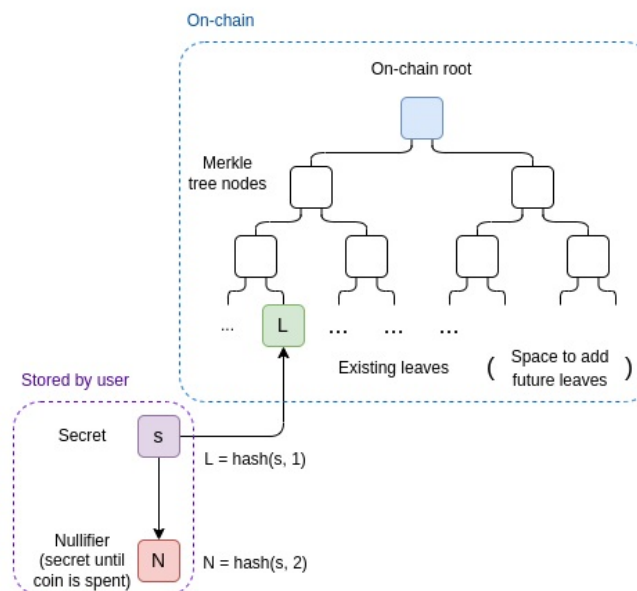 On-chain
On-chain root
Merkle
tree nodes
...
L
...
...
...
Existing leaves
( Space to add )
future leaves
Stored by user
Secret
s
L = hash(s, 1)
Nullifier
(secret until
coin is spent)
N
N = hash(s, 2)